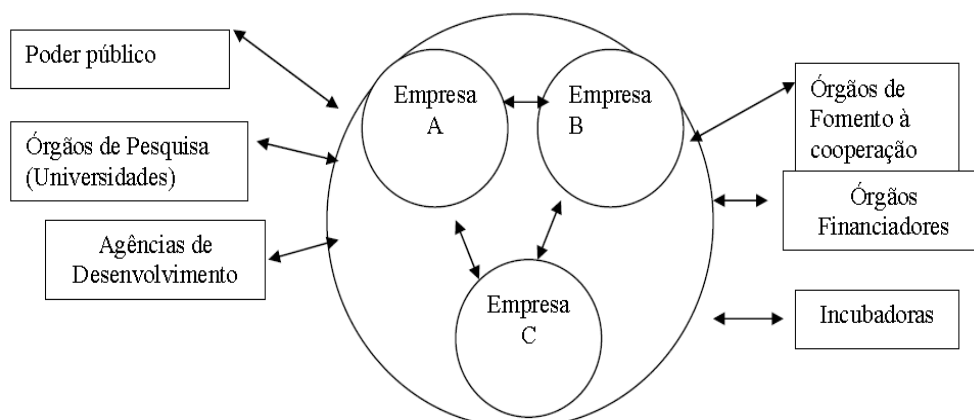 Poder público
Órgãos de Pesquisa
(Universidades)
Agências de
Desenvolvimento
Empresa
A
Empresa
B
Empresa
C
Órgãos de
Fomento à
cooperação
Órgãos
Financiadores
Incubadoras